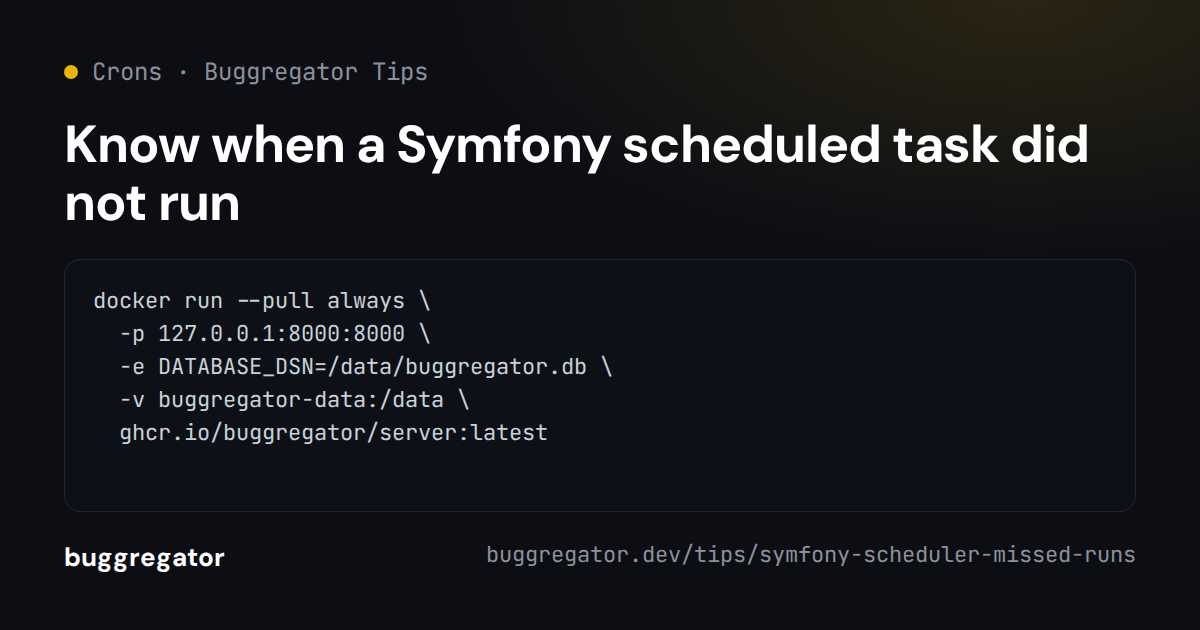 Crons · Buggregator Tips
Know when a Symfony scheduled task did
not run
docker run --pull always \
  -p 127.0.0.1:8000:8000 \
  -e DATABASE_DSN=/data/buggregator.db \
  -v buggregator-data:/data \
  ghcr.io/buggregator/server:latest
buggregator
buggregator.dev/tips/symfony-scheduler-missed-runs